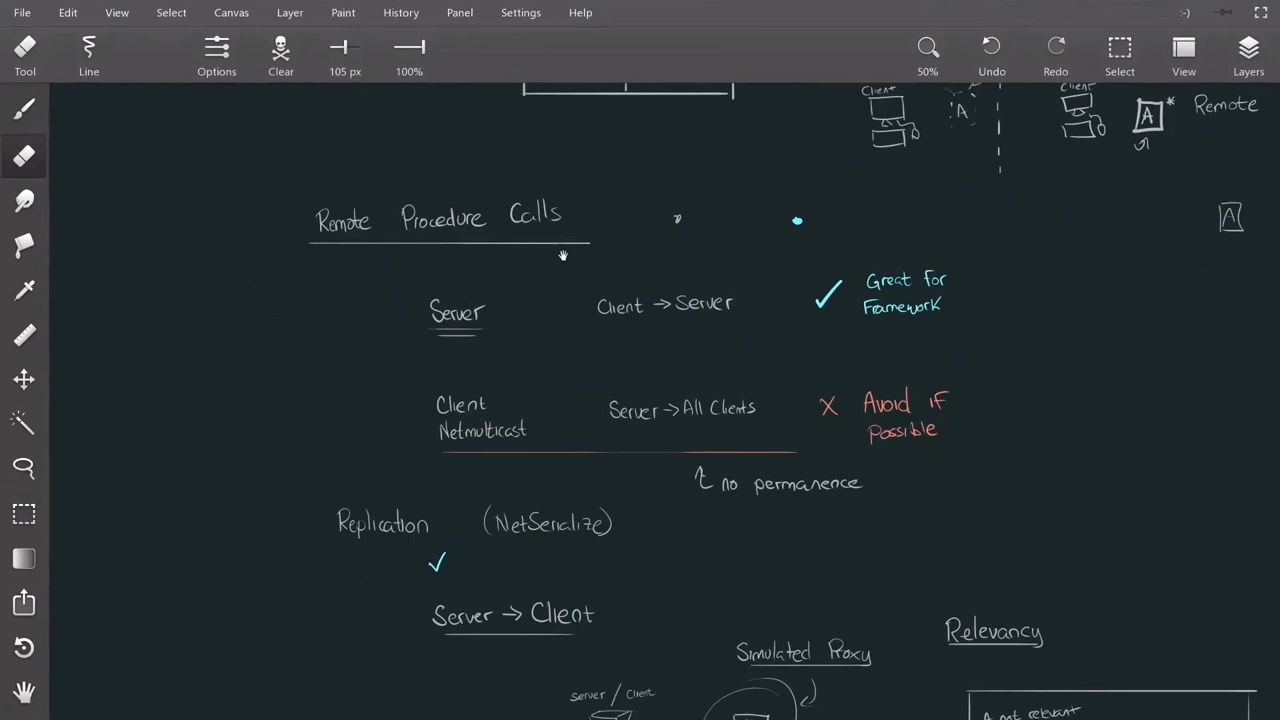 File Edit View Select Canvas Layer Paint History Panel Settings Help :-)
Tool Line Options Clear 105 px 100% 50% Undo Redo Select View Layers
Client A Client A * Remote
Remote Procedure Calls
A
Server Client → Server ✓ Great for
Framework
Client Server → All Clients X Avoid if
Netmulticast possible
no permanence
Replication (NetSerialize)
✓
Server → Client
Relevancy
Simulated Proxy
Server / Client
A not relevant